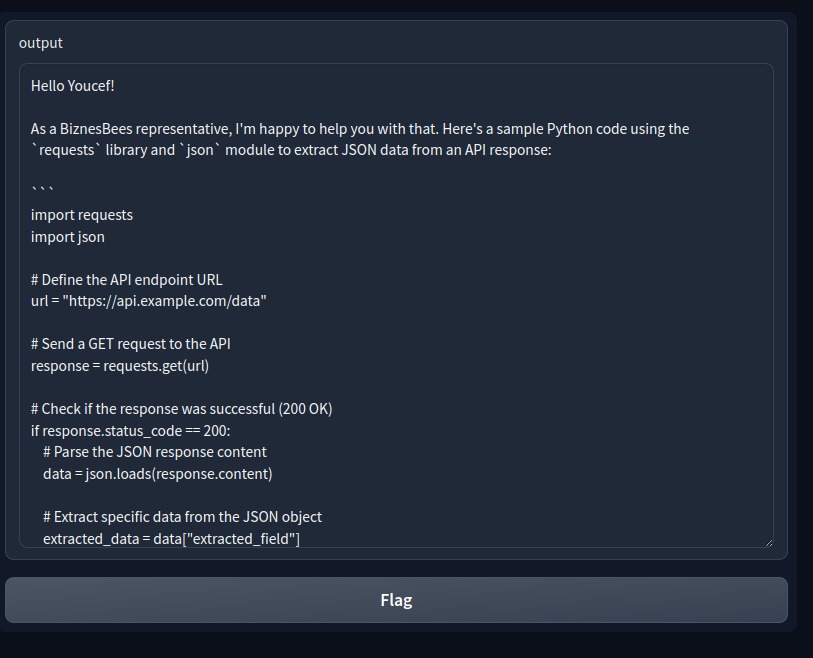 output
Hello Youcef!
As a BiznesBees representative, I'm happy to help you with that. Here's a sample Python code using the
`requests` library and `json` module to extract JSON data from an API response:
```
import requests
import json
# Define the API endpoint URL
url = "https://api.example.com/data"
# Send a GET request to the API
response = requests.get(url)
# Check if the response was successful (200 OK)
if response.status_code == 200:
    # Parse the JSON response content
    data = json.loads(response.content)
    # Extract specific data from the JSON object
    extracted_data = data["extracted_field"]
Flag